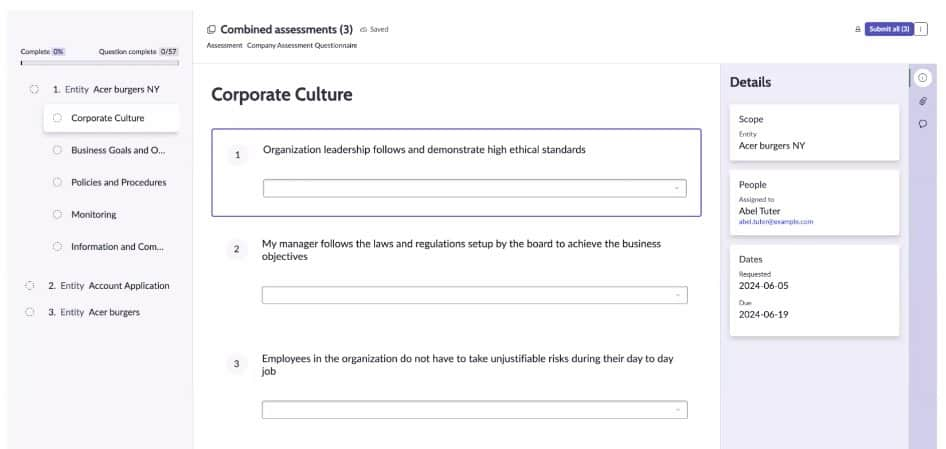 Combined assessments (3) Saved
Submit all (3)
Assessment Company Assessment Questionnaire
Complete 0% Question complete 0/57
1. Entity Acer burgers NY
Corporate Culture
Business Goals and O...
Policies and Procedures
Monitoring
Information and Com...
2. Entity Account Application
3. Entity Acer burgers
Corporate Culture
1 Organization leadership follows and demonstrate high ethical standards
2 My manager follows the laws and regulations setup by the board to achieve the business
objectives
3 Employees in the organization do not have to take unjustifiable risks during their day to day
job
Details
Scope
Entity
Acer burgers NY
People
Assigned to
Abel Tuter
abel.tuter@example.com
Dates
Requested
2024-06-05
Due
2024-06-19